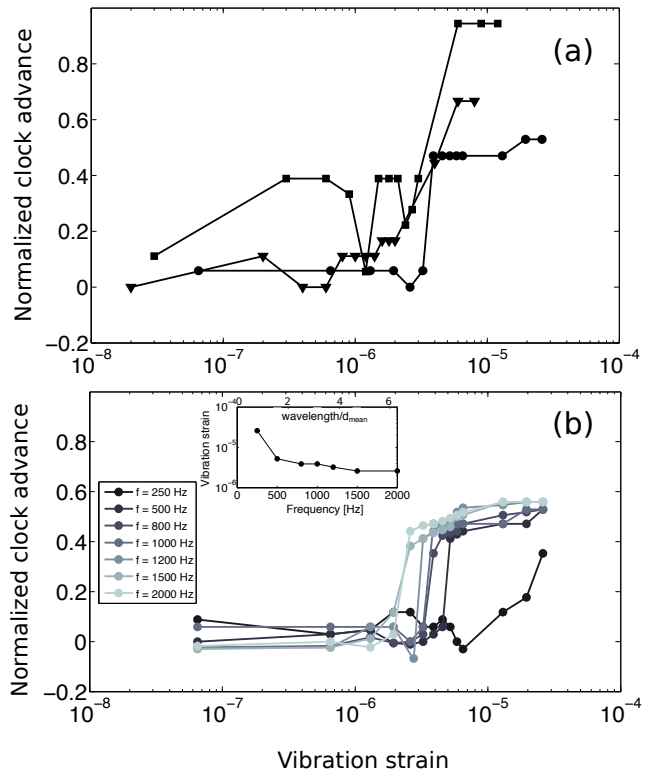 (a)
Normalized clock advance
0.8
0.6
0.4
0.2
0
−0.2
10⁻⁸ 10⁻⁷ 10⁻⁶ 10⁻⁵ 10⁻⁴
(b)
Normalized clock advance
0.8
0.6
0.4
0.2
0
−0.2
0 2 4 6
wavelength/dmean
Vibration strain
10⁻⁴
10⁻⁵
10⁻⁶
0 500 1000 1500 2000
Frequency [Hz]
f = 250 Hz
f = 500 Hz
f = 800 Hz
f = 1000 Hz
f = 1200 Hz
f = 1500 Hz
f = 2000 Hz
10⁻⁸ 10⁻⁷ 10⁻⁶ 10⁻⁵ 10⁻⁴
Vibration strain